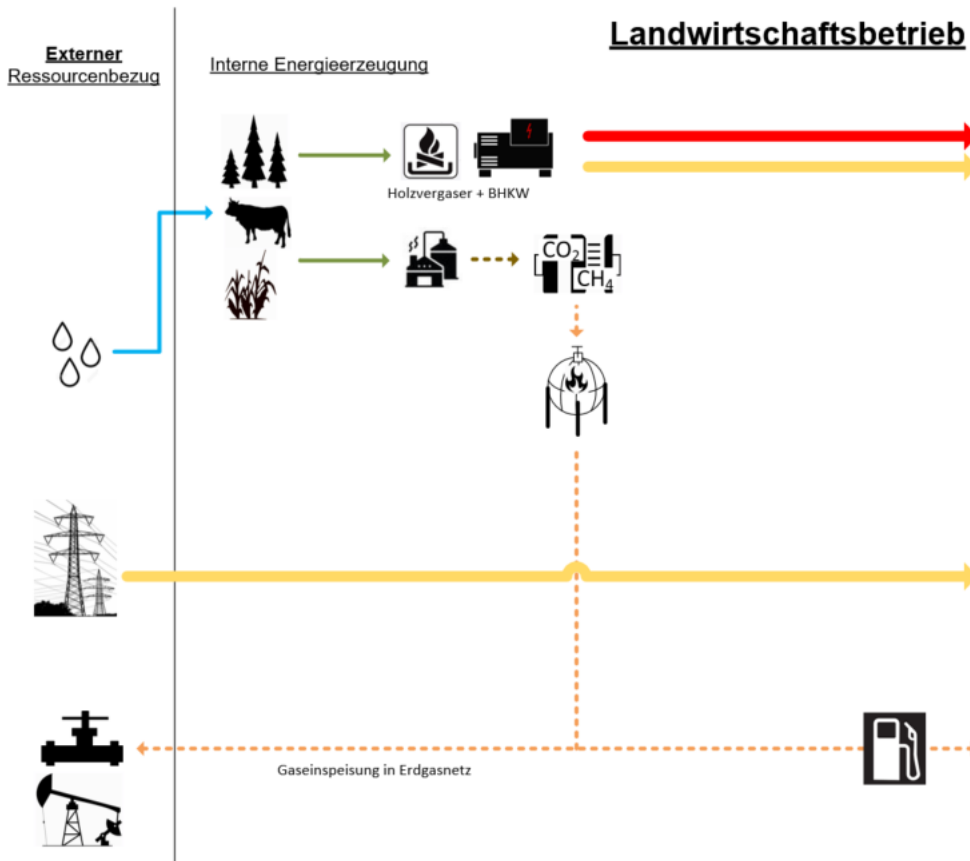 Landwirtschaftsbetrieb
Externer
Ressourcenbezug
Interne Energieerzeugung
Holzvergaser + BHKW
CO₂
CH₄
Gaseinspeisung in Erdgasnetz